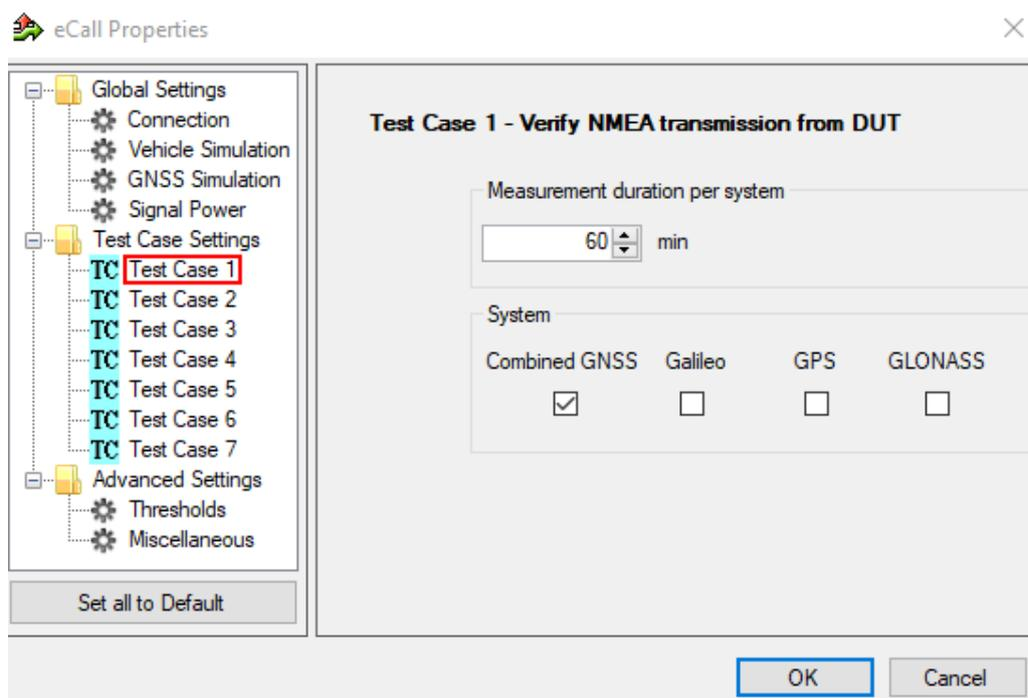 eCall Properties
Global Settings
Connection
Vehicle Simulation
GNSS Simulation
Signal Power
Test Case Settings
TC Test Case 1
TC Test Case 2
TC Test Case 3
TC Test Case 4
TC Test Case 5
TC Test Case 6
TC Test Case 7
Advanced Settings
Thresholds
Miscellaneous
Set all to Default
Test Case 1 - Verify NMEA transmission from DUT
Measurement duration per system
60 min
System
Combined GNSS Galileo GPS GLONASS
OK Cancel